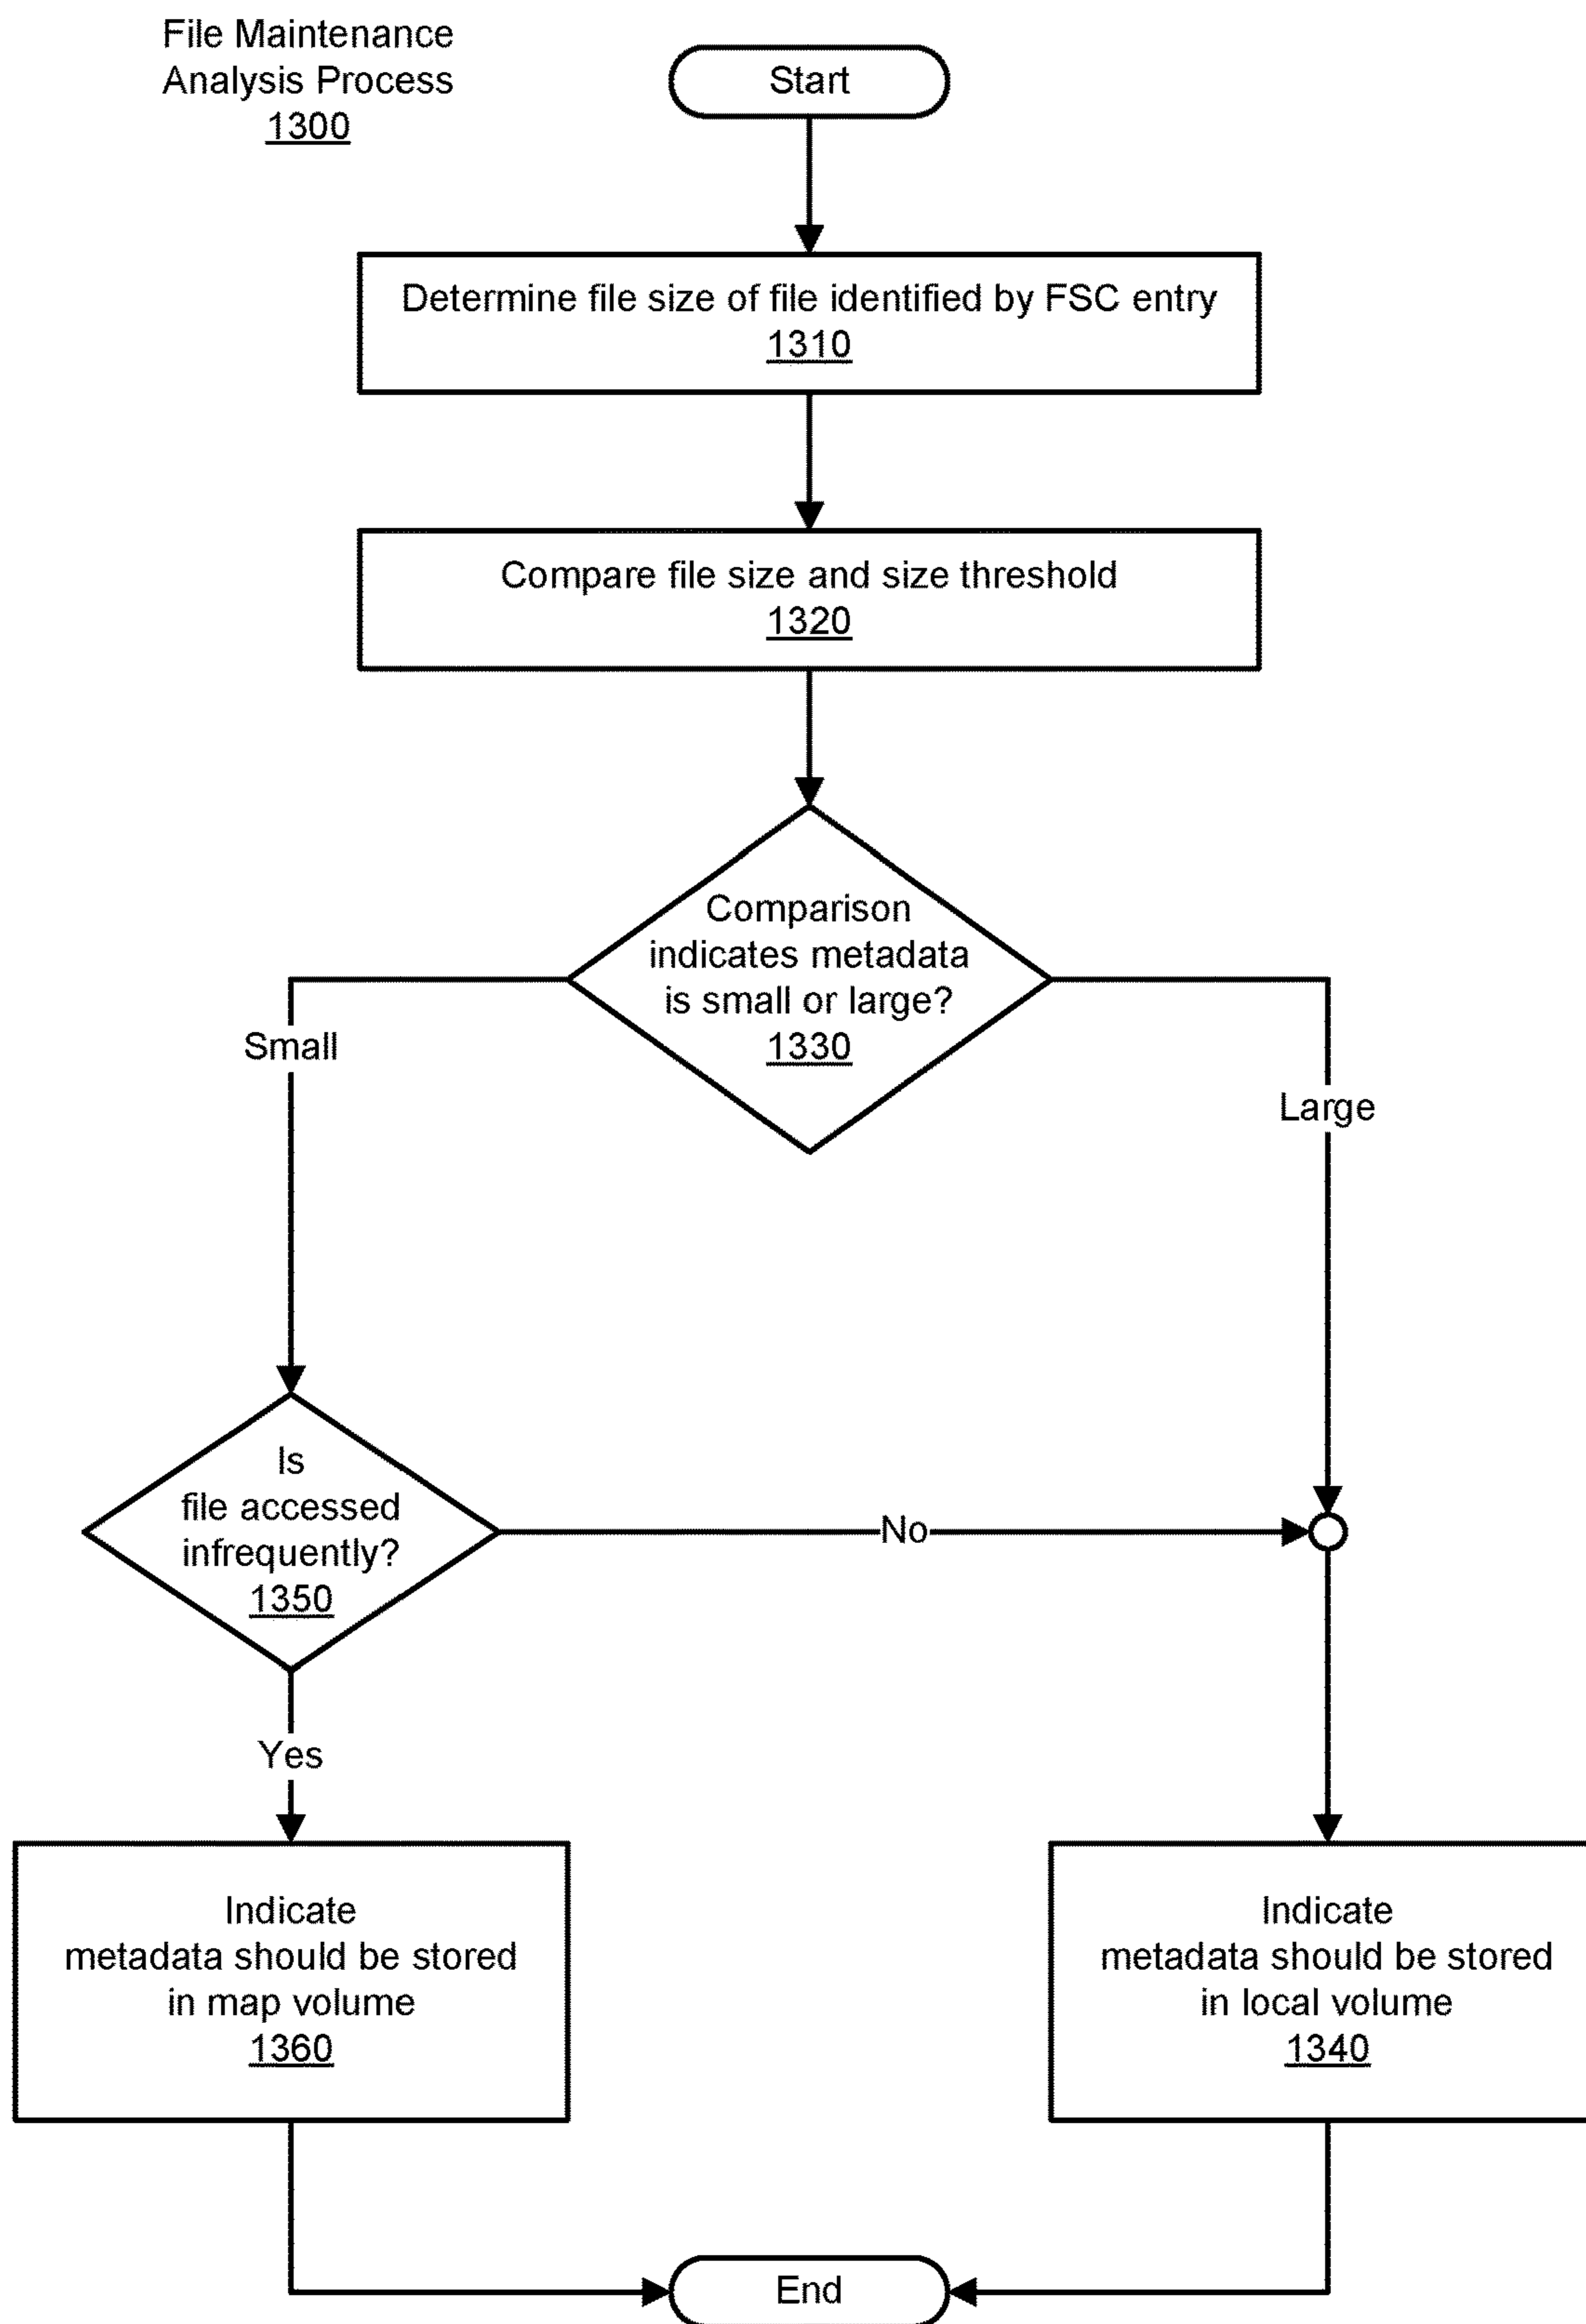 File Maintenance
Analysis Process
1300
Start
Determine file size of file identified by FSC entry
1310
Compare file size and size threshold
1320
Comparison
indicates metadata
is small or large?
1330
Small
Large
Is
file accessed
infrequently?
1350
No
Yes
Indicate
metadata should be stored
in map volume
1360
Indicate
metadata should be stored
in local volume
1340
End